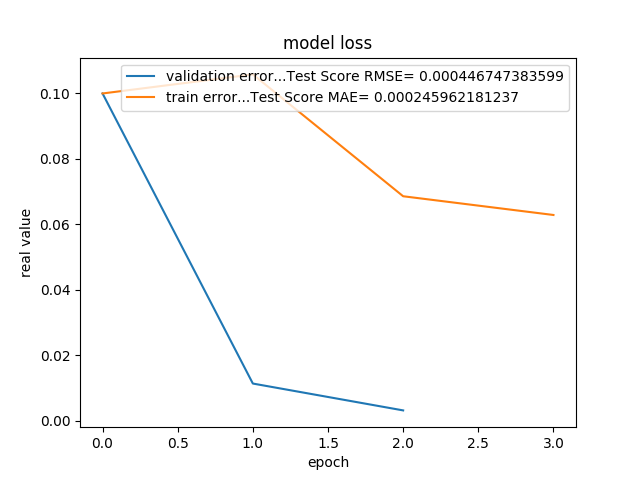 model loss
validation error...Test Score RMSE= 0.000446747383599
train error...Test Score MAE= 0.000245962181237
real value
0.10
0.08
0.06
0.04
0.02
0.00
0.0 0.5 1.0 1.5 2.0 2.5 3.0
epoch